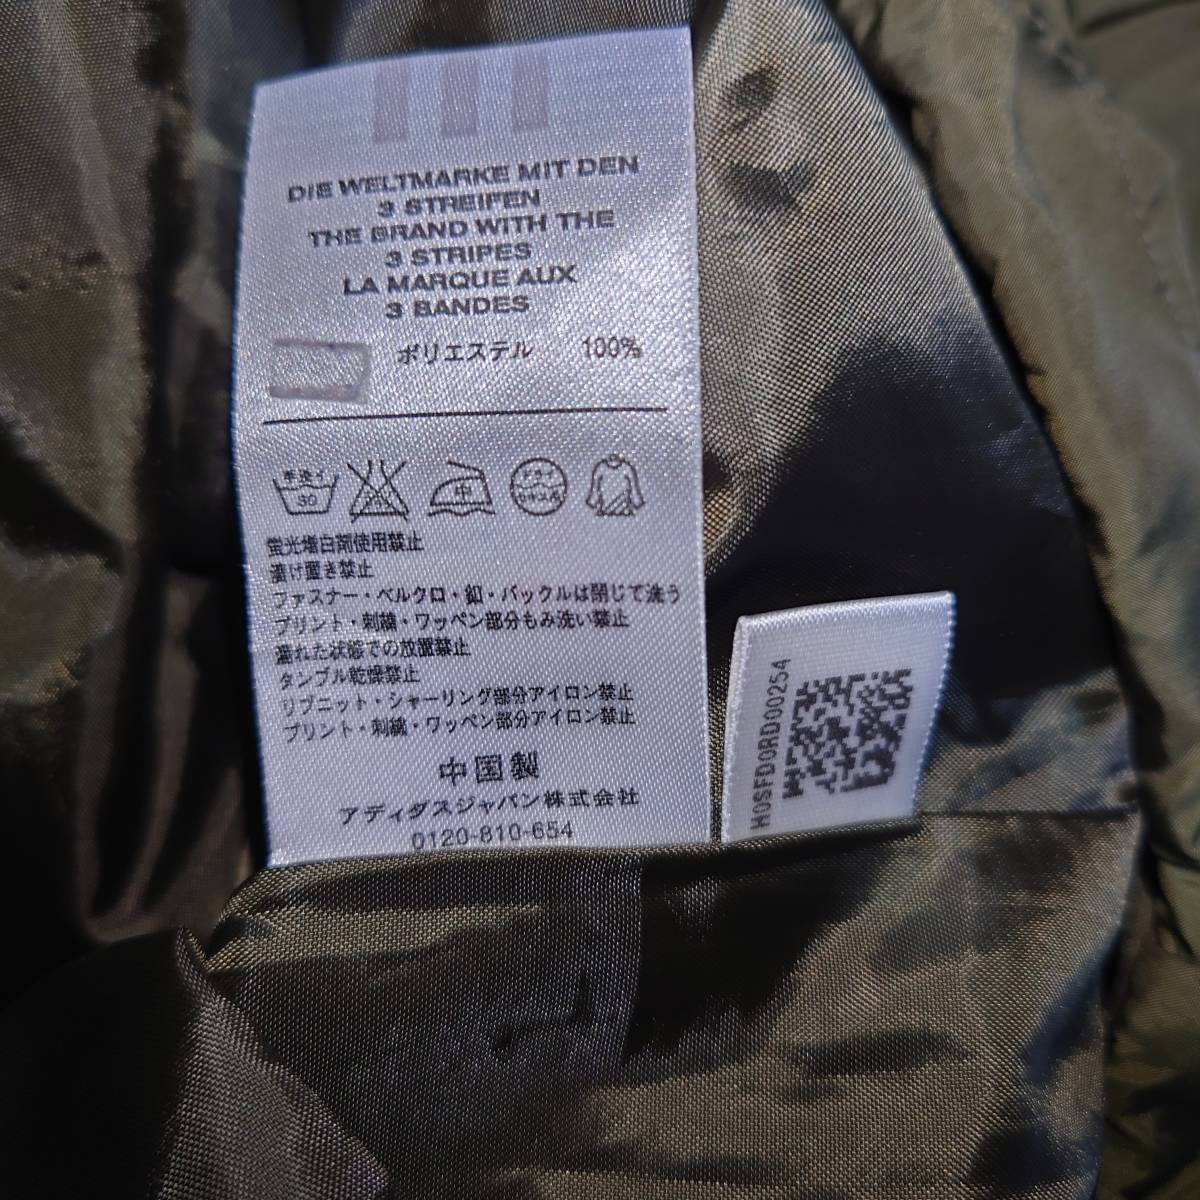 DIE WELTMARKE MIT DEN
3 STREIFEN
THE BRAND WITH THE
3 STRIPES
LA MARQUE AUX
3 BANDES
ポリエステル 100%
手洗イ
30
中
蛍光増白剤使用禁止
漬け置き禁止
ファスナー・ベルクロ・釦・バックルは閉じて洗う
プリント・刺繍・ワッペン部分もみ洗い禁止
濡れた状態での放置禁止
タンブル乾燥禁止
リブニット・シャーリング部分アイロン禁止
プリント・刺繍・ワッペン部分アイロン禁止
中国製
アディダスジャパン株式会社
0120-810-654
H0SFD0RD00254